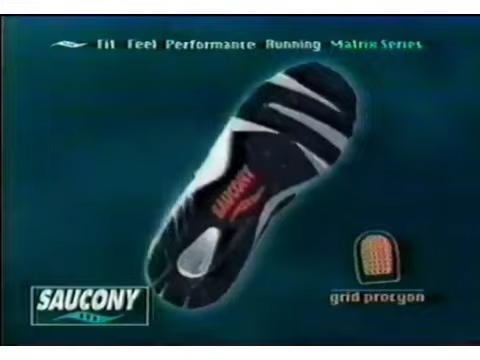 Fit Feel Performance Running Matrix Series
SAUCONY
SAUCONY
grid procyon